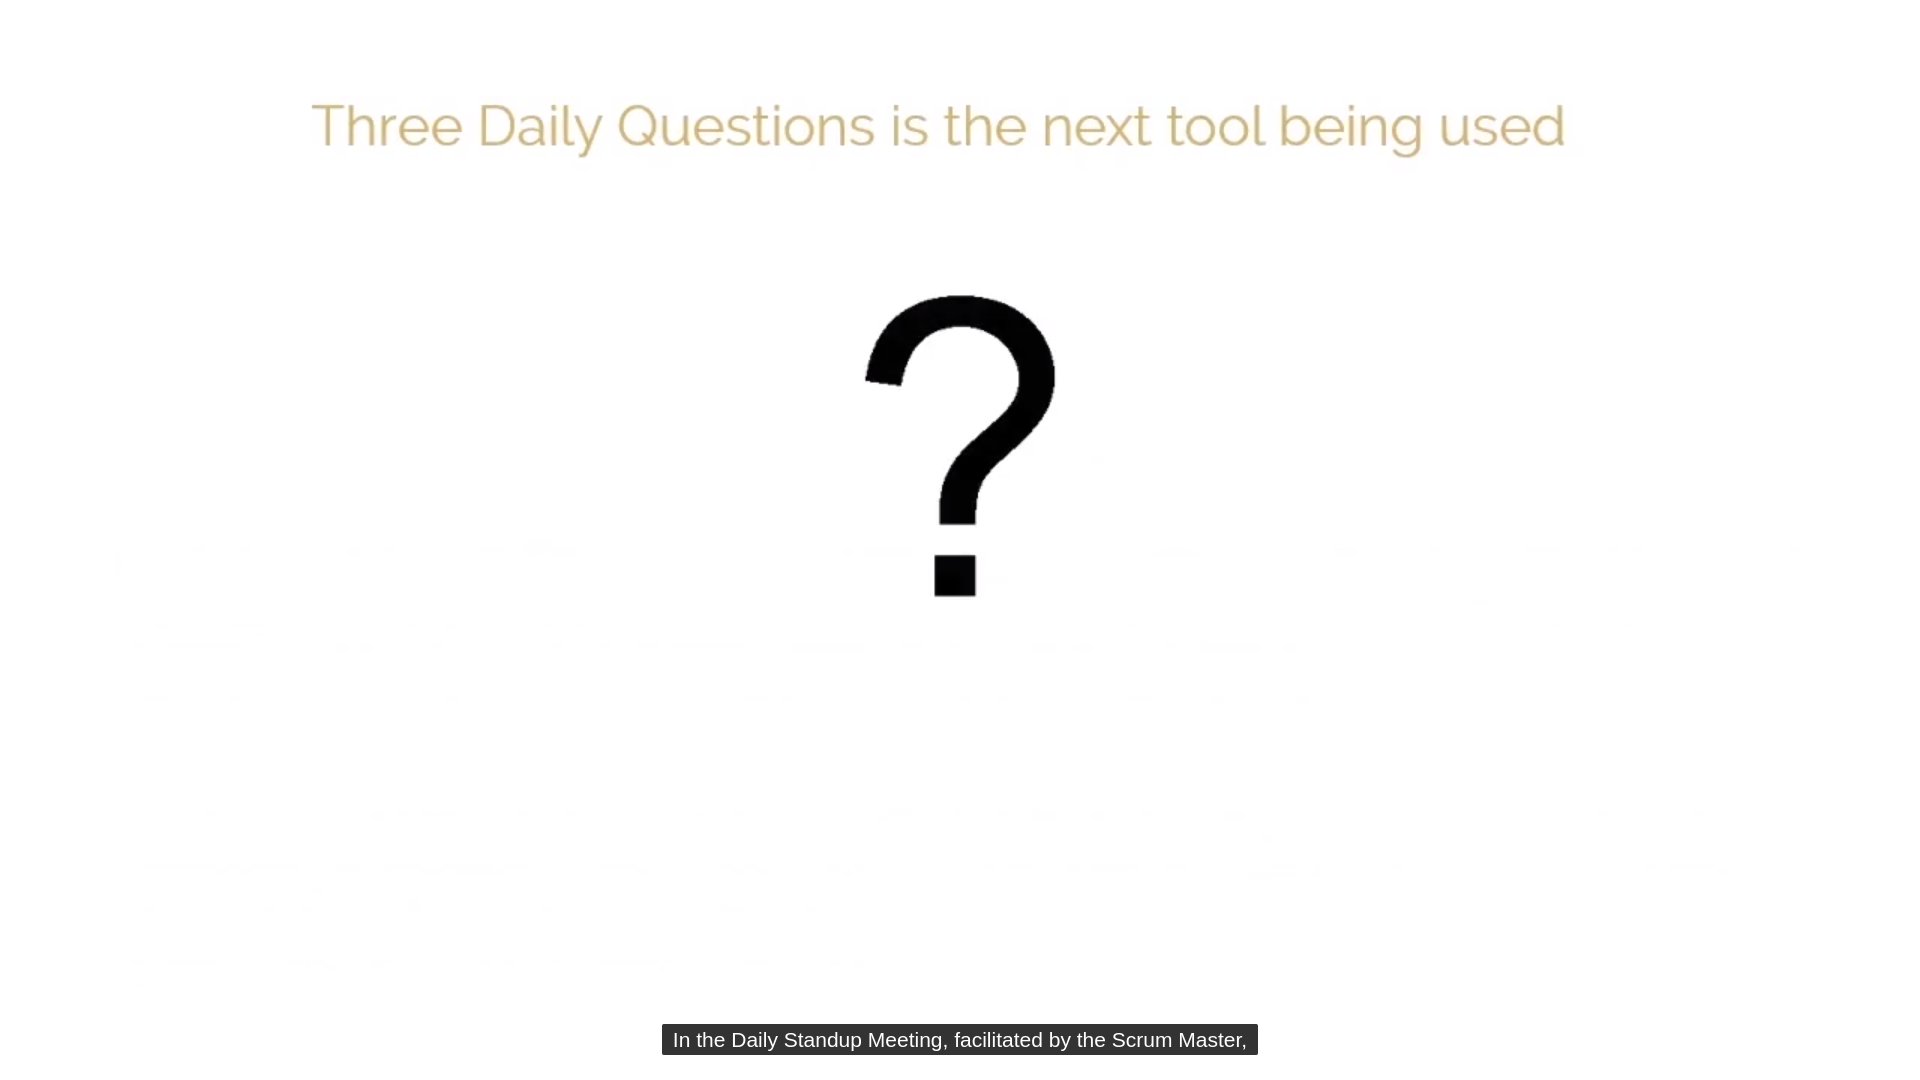 Three Daily Questions is the next tool being used
?
In the Daily Standup Meeting, facilitated by the Scrum Master,